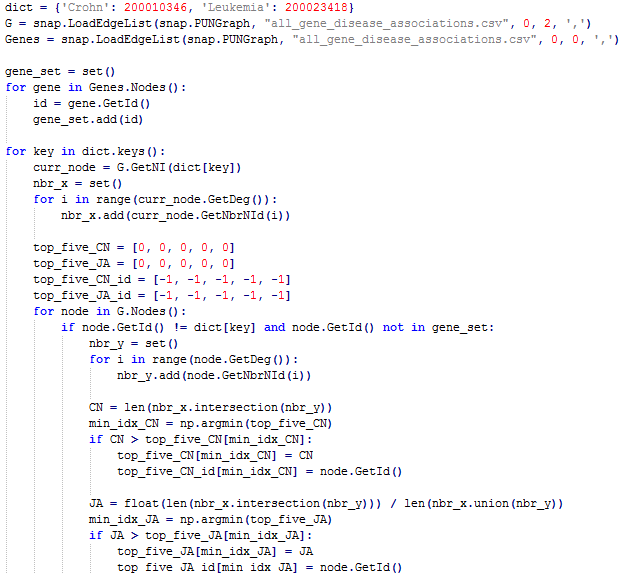 dict = {'Crohn': 200010346, 'Leukemia': 200023418}
G = snap.LoadEdgeList(snap.PUNGraph, "all_gene_disease_associations.csv", 0, 2, ',')
Genes = snap.LoadEdgeList(snap.PUNGraph, "all_gene_disease_associations.csv", 0, 0, ',')

gene_set = set()
for gene in Genes.Nodes():
    id = gene.GetId()
    gene_set.add(id)

for key in dict.keys():
    curr_node = G.GetNI(dict[key])
    nbr_x = set()
    for i in range(curr_node.GetDeg()):
        nbr_x.add(curr_node.GetNbrNId(i))

    top_five_CN = [0, 0, 0, 0, 0]
    top_five_JA = [0, 0, 0, 0, 0]
    top_five_CN_id = [-1, -1, -1, -1, -1]
    top_five_JA_id = [-1, -1, -1, -1, -1]
    for node in G.Nodes():
        if node.GetId() != dict[key] and node.GetId() not in gene_set:
            nbr_y = set()
            for i in range(node.GetDeg()):
                nbr_y.add(node.GetNbrNId(i))

            CN = len(nbr_x.intersection(nbr_y))
            min_idx_CN = np.argmin(top_five_CN)
            if CN > top_five_CN[min_idx_CN]:
                top_five_CN[min_idx_CN] = CN
                top_five_CN_id[min_idx_CN] = node.GetId()

            JA = float(len(nbr_x.intersection(nbr_y))) / len(nbr_x.union(nbr_y))
            min_idx_JA = np.argmin(top_five_JA)
            if JA > top_five_JA[min_idx_JA]:
                top_five_JA[min_idx_JA] = JA
                top_five_JA_id[min_idx_JA] = node.GetId()